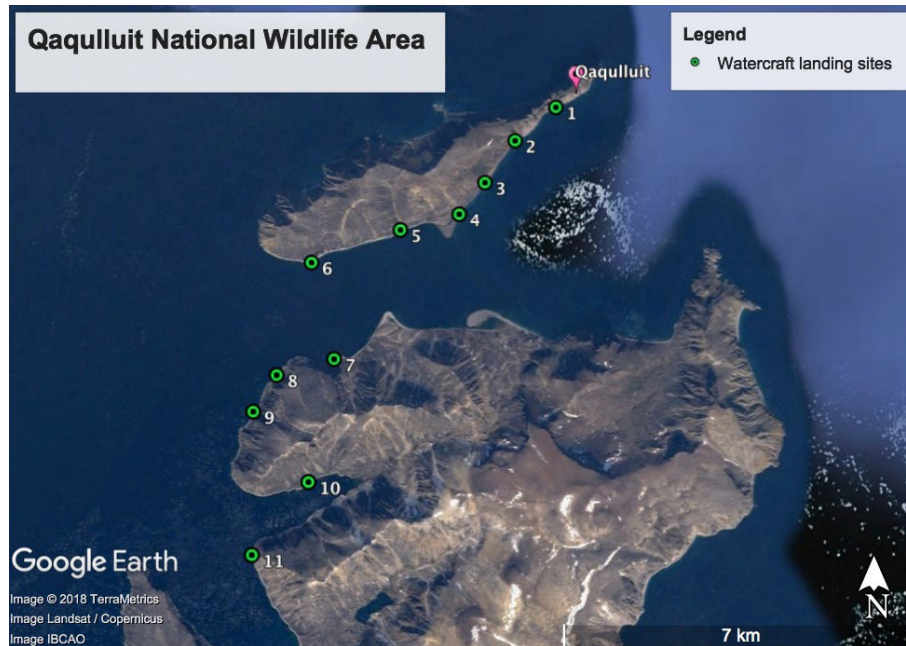 Qaqulluit National Wildlife Area
Legend
Watercraft landing sites
Qaqulluit
1
2
3
4
5
6
7
8
9
10
11
Google Earth
Image © 2018 TerraMetrics
Image Landsat / Copernicus
Image IBCAO
N
7 km